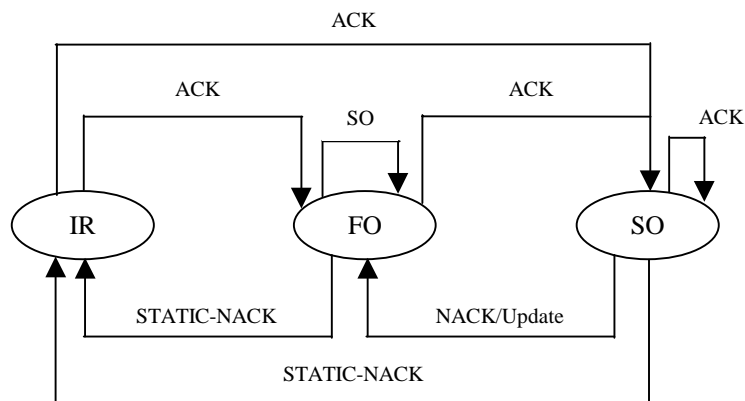 ACK
ACK
ACK
SO
ACK
IR
FO
SO
STATIC-NACK
NACK/Update
STATIC-NACK